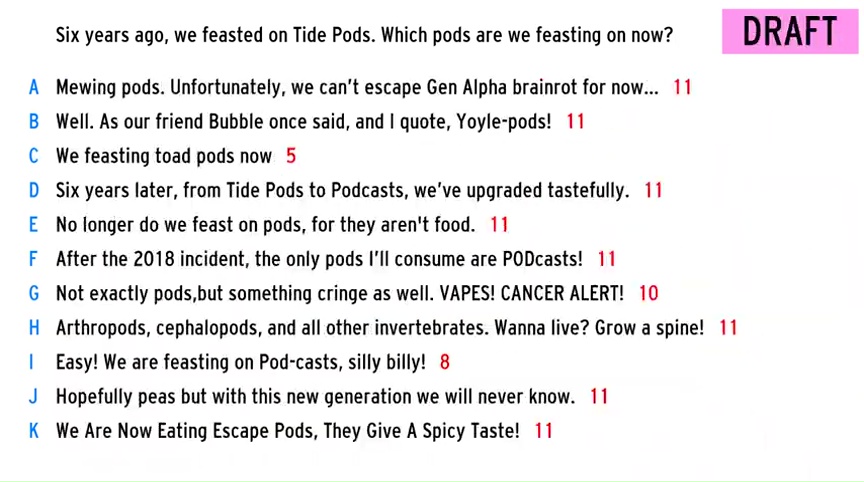 Six years ago, we feasted on Tide Pods. Which pods are we feasting on now?
DRAFT
A Mewing pods. Unfortunately, we can't escape Gen Alpha brainrot for now... 11
B Well. As our friend Bubble once said, and I quote, Yoyle-pods! 11
C We feasting toad pods now 5
D Six years later, from Tide Pods to Podcasts, we've upgraded tastefully. 11
E No longer do we feast on pods, for they aren't food. 11
F After the 2018 incident, the only pods I'll consume are PODcasts! 11
G Not exactly pods,but something cringe as well. VAPES! CANCER ALERT! 10
H Arthropods, cephalopods, and all other invertebrates. Wanna live? Grow a spine! 11
I Easy! We are feasting on Pod-casts, silly billy! 8
J Hopefully peas but with this new generation we will never know. 11
K We Are Now Eating Escape Pods, They Give A Spicy Taste! 11